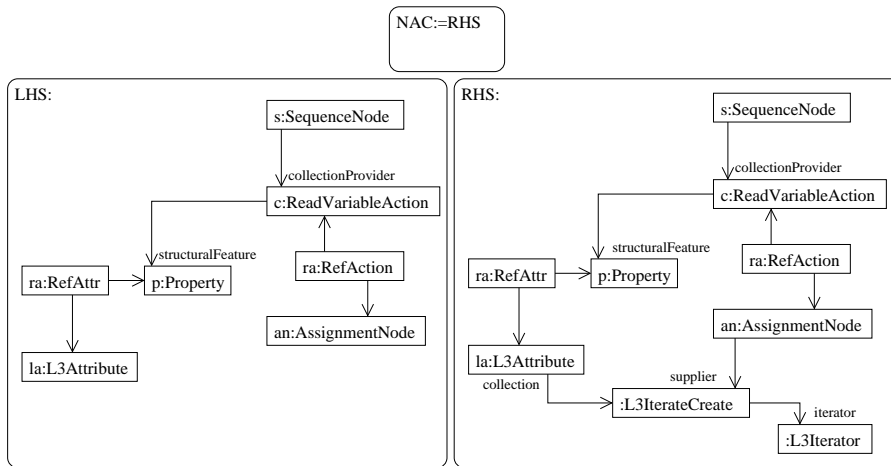 NAC:=RHS
LHS:
s:SequenceNode
collectionProvider
c:ReadVariableAction
structuralFeature
ra:RefAttr
p:Property
ra:RefAction
an:AssignmentNode
la:L3Attribute
RHS:
s:SequenceNode
collectionProvider
c:ReadVariableAction
structuralFeature
ra:RefAction
ra:RefAttr
p:Property
an:AssignmentNode
la:L3Attribute
collection
supplier
:L3IterateCreate
iterator
:L3Iterator